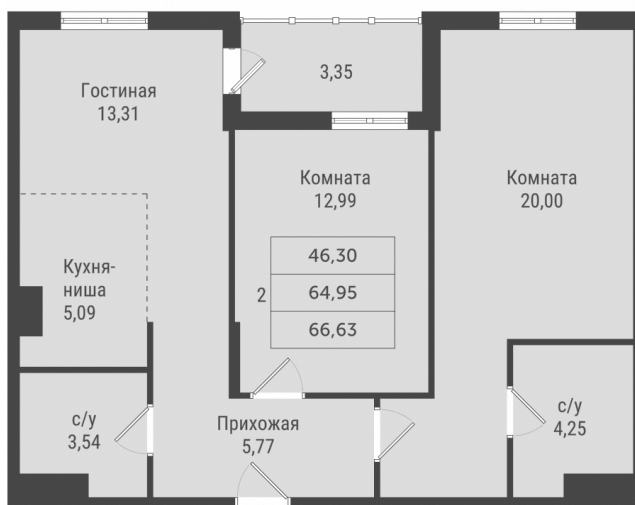 Гостиная
13,31
3,35
Комната
12,99
Комната
20,00
Кухня-
ниша
5,09
2
46,30
64,95
66,63
с/у
3,54
Прихожая
5,77
с/у
4,25